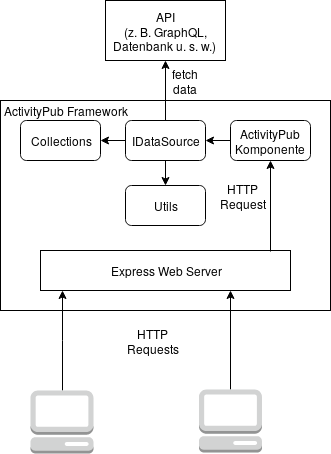 API
(z. B. GraphQL,
Datenbank u. s. w.)
fetch
data
ActivityPub Framework
Collections
IDataSource
ActivityPub
Komponente
Utils
HTTP
Request
Express Web Server
HTTP
Requests